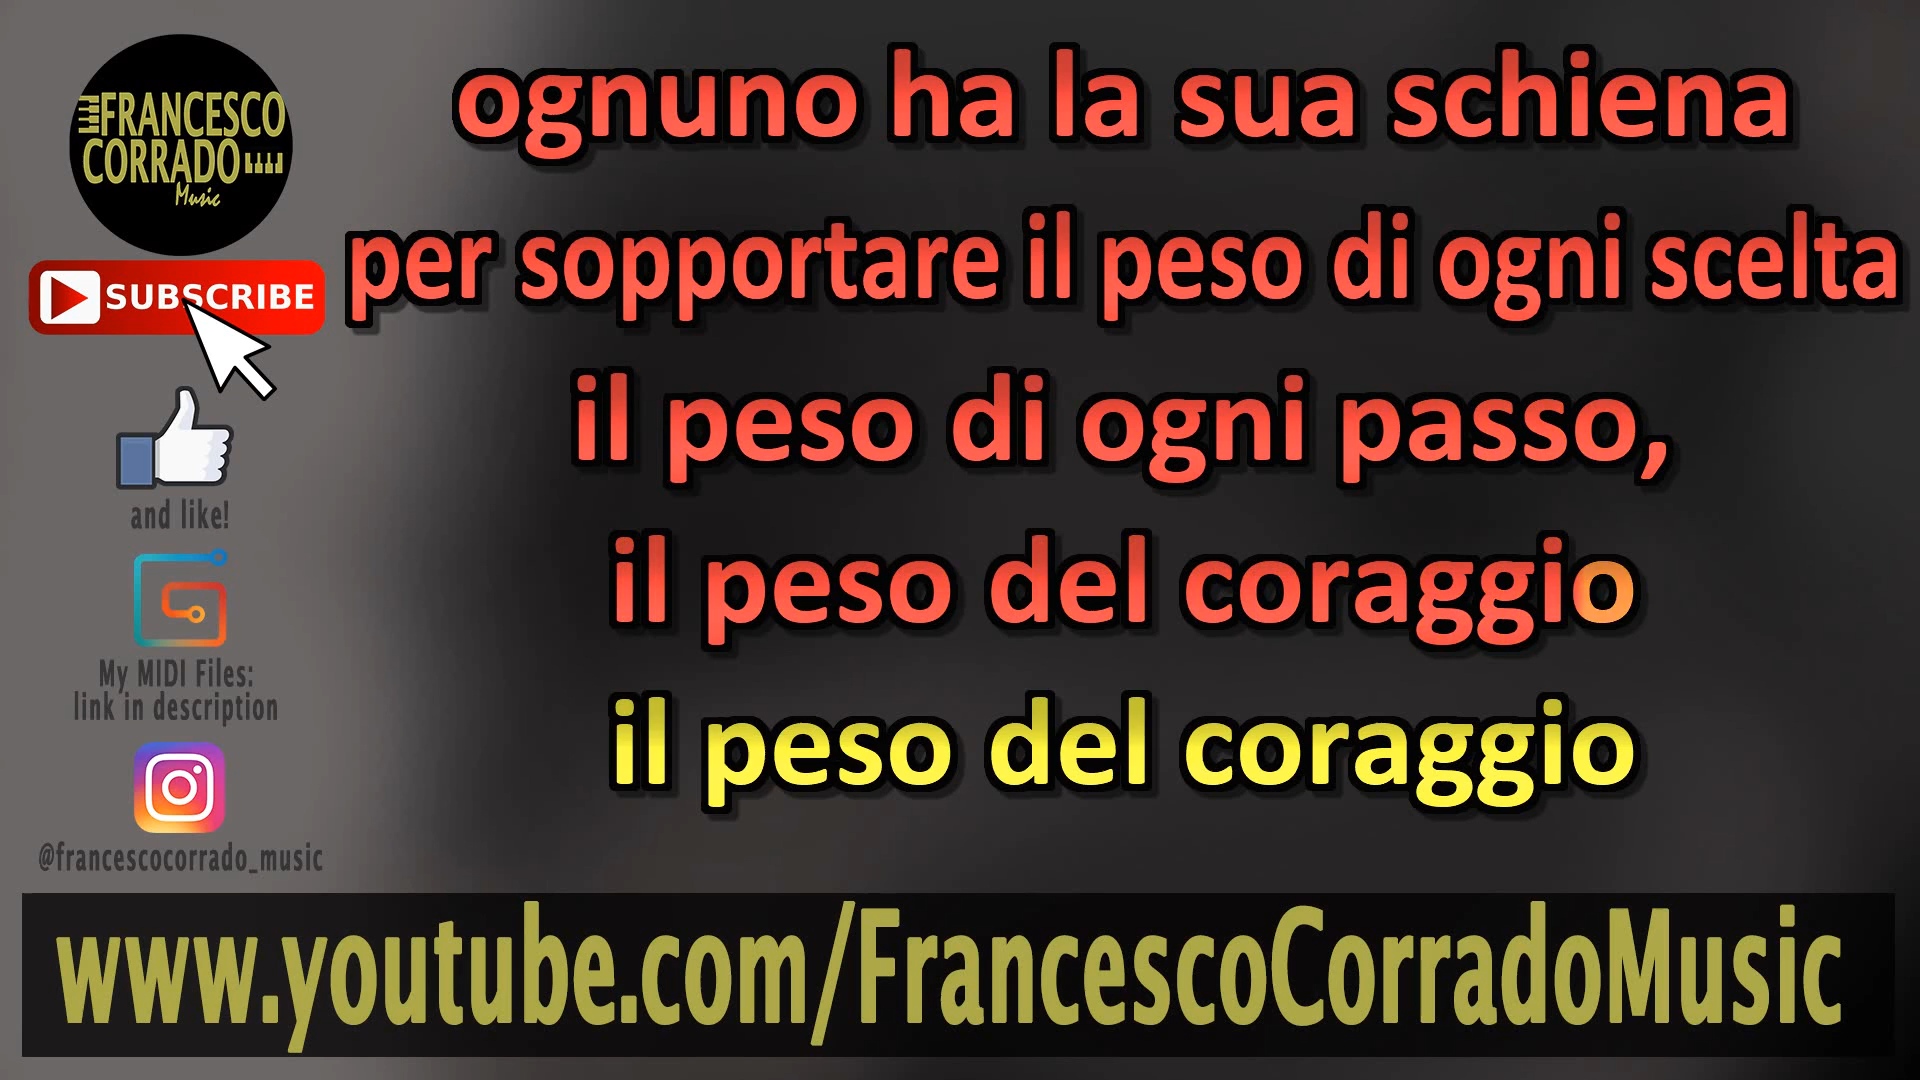 FRANCESCO
CORRADO
Music
SUBSCRIBE
and like!
My MIDI Files:
link in description
@francescocorrado_music
ognuno ha la sua schiena
per sopportare il peso di ogni scelta
il peso di ogni passo,
il peso del coraggio
il peso del coraggio
www.youtube.com/FrancescoCorradoMusic